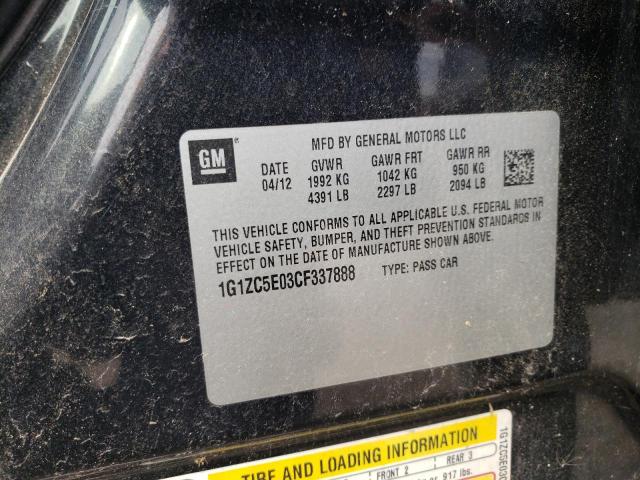 GM
MFD BY GENERAL MOTORS LLC
DATE GVWR GAWR FRT GAWR RR
04/12 1992 KG 1042 KG 950 KG
4391 LB 2297 LB 2094 LB
THIS VEHICLE CONFORMS TO ALL APPLICABLE U.S. FEDERAL MOTOR
VEHICLE SAFETY, BUMPER, AND THEFT PREVENTION STANDARDS IN
EFFECT ON THE DATE OF MANUFACTURE SHOWN ABOVE.
1G1ZC5E03CF337888 TYPE: PASS CAR
TIRE AND LOADING INFORMATION
FRONT 2 REAR 3
917 lbs.
1G1ZC5E03C